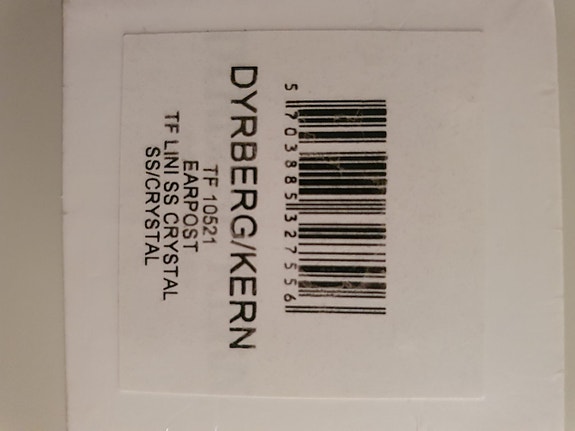 5 703885 327556
DYRBERG/KERN
TF 10521
EARPOST
TF LINI SS CRYSTAL
SS/CRYSTAL